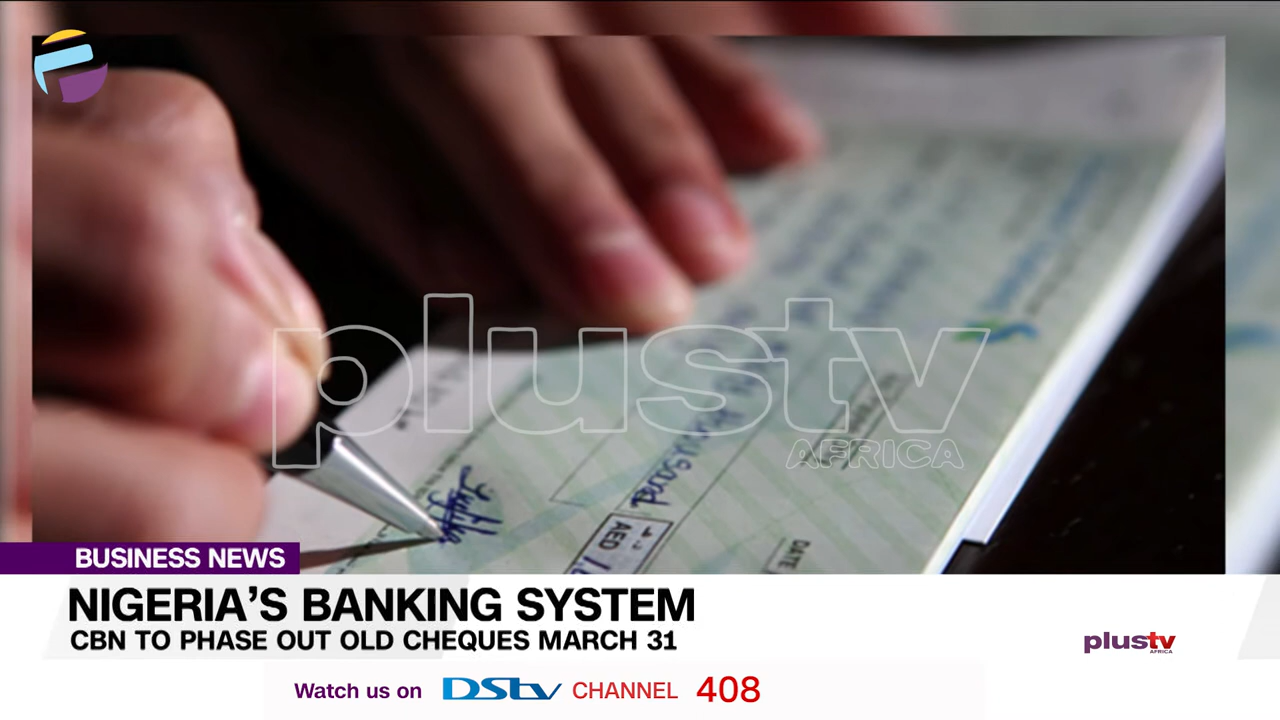 plustv
AFRICA
AED
DATE
BUSINESS NEWS
NIGERIA'S BANKING SYSTEM
CBN TO PHASE OUT OLD CHEQUES MARCH 31
plustv
AFRICA
Watch us on DStv CHANNEL 408